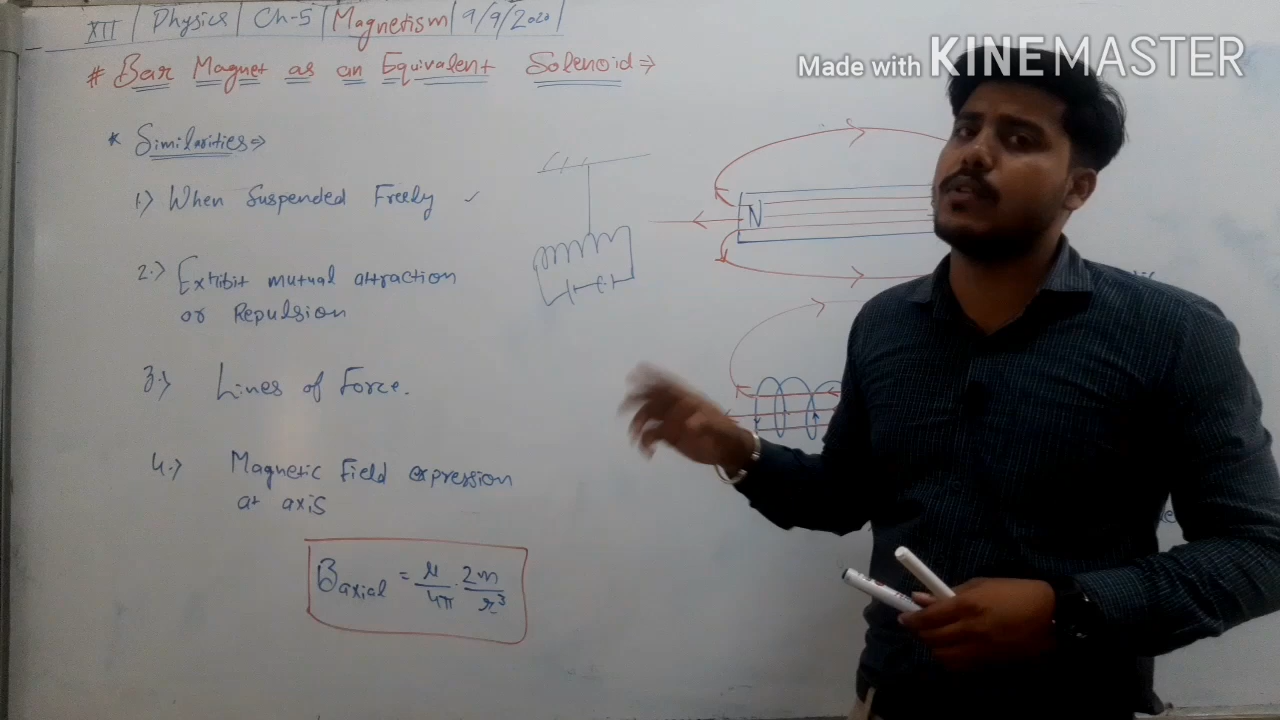 XII | Physics | Ch-5 | Magnetism | 9/9/2020 |
Made with KINEMASTER
# Bar Magnet as an Equivalent Solenoid ⇒
* Similarities ⇒
1.) When Suspended Freely ✓
N
2.) Exhibit mutual attraction
or Repulsion
3.) Lines of Force.
4.) Magnetic Field expression
at axis
B axial = μ/4π · 2m/r³